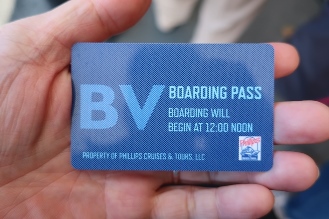 BV
BOARDING PASS
BOARDING WILL
BEGIN AT 12:00 NOON
PROPERTY OF PHILLIPS CRUISES & TOURS, LLC